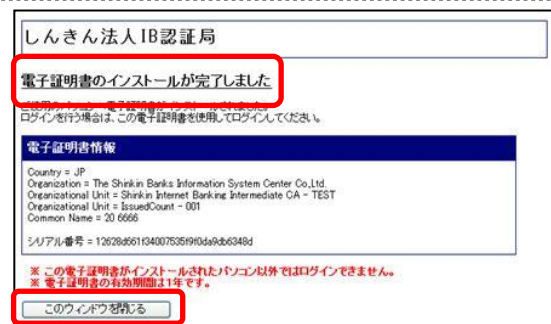 しんきん法人IB認証局
電子証明書のインストールが完了しました
ログインを行う場合は、この電子証明書を使用してログインしてください。
電子証明書情報
Country = JP
Organization = The Shinkin Banks Information System Center Co.,Ltd.
Organizational Unit = Shinkin Internet Banking Intermediate CA - TEST
Organizational Unit = IssuedCount - 001
Common Name = 20 6666
シリアル番号 =
※ この電子証明書がインストールされたパソコン以外ではログインできません。
※ 電子証明書の有効期間は1年です。
このウィンドウを閉じる